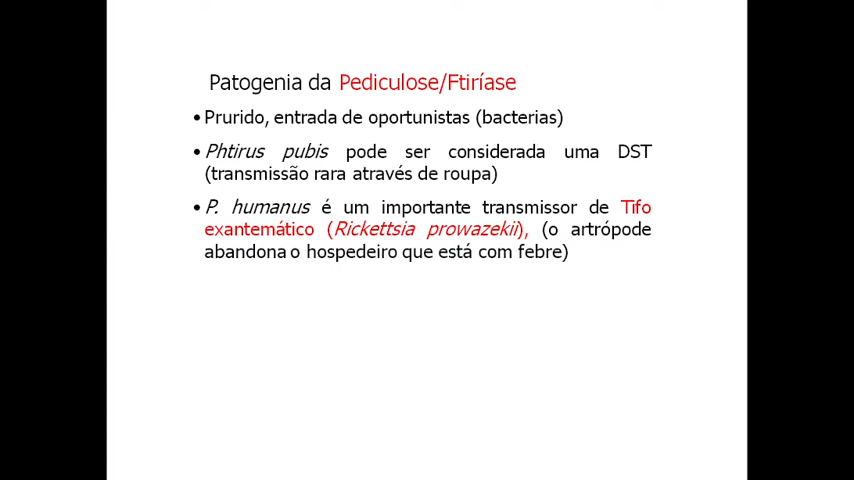 Patogenia da Pediculose/Ftiríase
• Prurido, entrada de oportunistas (bacterias)
• Phtirus pubis pode ser considerada uma DST
(transmissão rara através de roupa)
• P. humanus é um importante transmissor de Tifo
exantemático (Rickettsia prowazekii), (o artrópode
abandona o hospedeiro que está com febre)